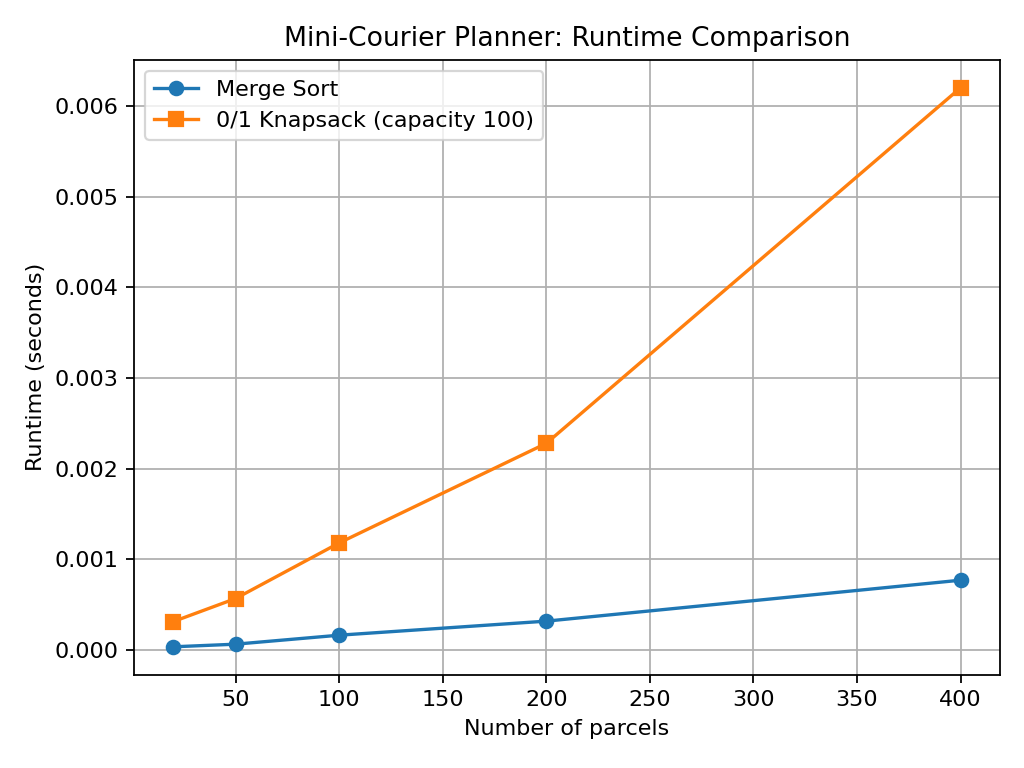 Mini-Courier Planner: Runtime Comparison
Merge Sort
0/1 Knapsack (capacity 100)
Runtime (seconds)
0.006
0.005
0.004
0.003
0.002
0.001
0.000
50 100 150 200 250 300 350 400
Number of parcels